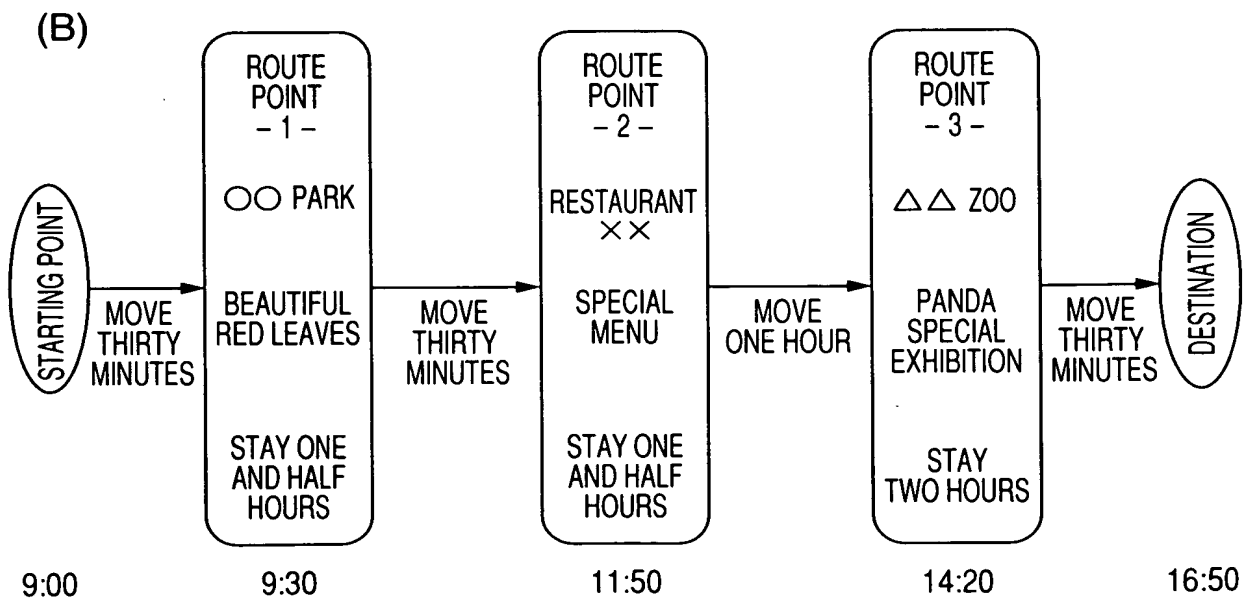 (B)
STARTING POINT
MOVE
THIRTY
MINUTES
ROUTE
POINT
- 1 -
○○ PARK
BEAUTIFUL
RED LEAVES
STAY ONE
AND HALF
HOURS
MOVE
THIRTY
MINUTES
ROUTE
POINT
- 2 -
RESTAURANT
××
SPECIAL
MENU
STAY ONE
AND HALF
HOURS
MOVE
ONE HOUR
ROUTE
POINT
- 3 -
△△ ZOO
PANDA
SPECIAL
EXHIBITION
STAY
TWO HOURS
MOVE
THIRTY
MINUTES
DESTINATION
9:00
9:30
11:50
14:20
16:50